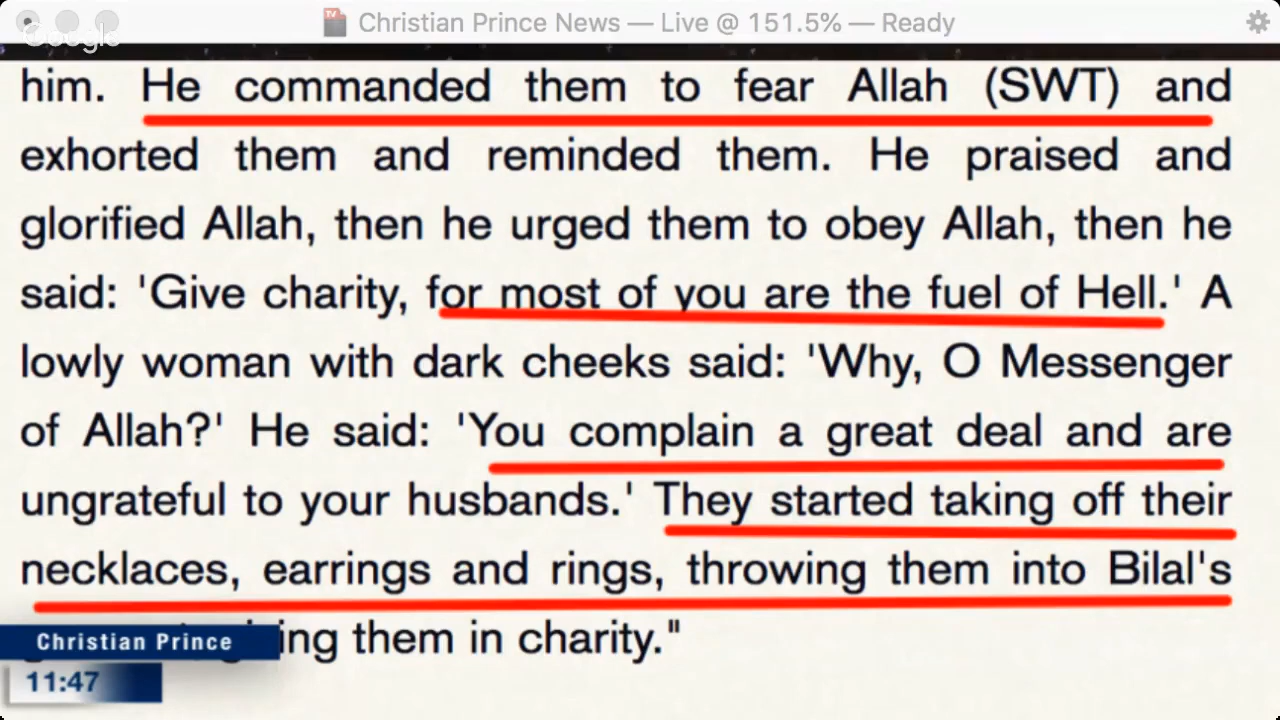 Christian Prince News — Live @ 151.5% — Ready
Google
him. He commanded them to fear Allah (SWT) and
exhorted them and reminded them. He praised and
glorified Allah, then he urged them to obey Allah, then he
said: 'Give charity, for most of you are the fuel of Hell.' A
lowly woman with dark cheeks said: 'Why, O Messenger
of Allah?' He said: 'You complain a great deal and are
ungrateful to your husbands.' They started taking off their
necklaces, earrings and rings, throwing them into Bilal's
them in charity."
Christian Prince
11:47